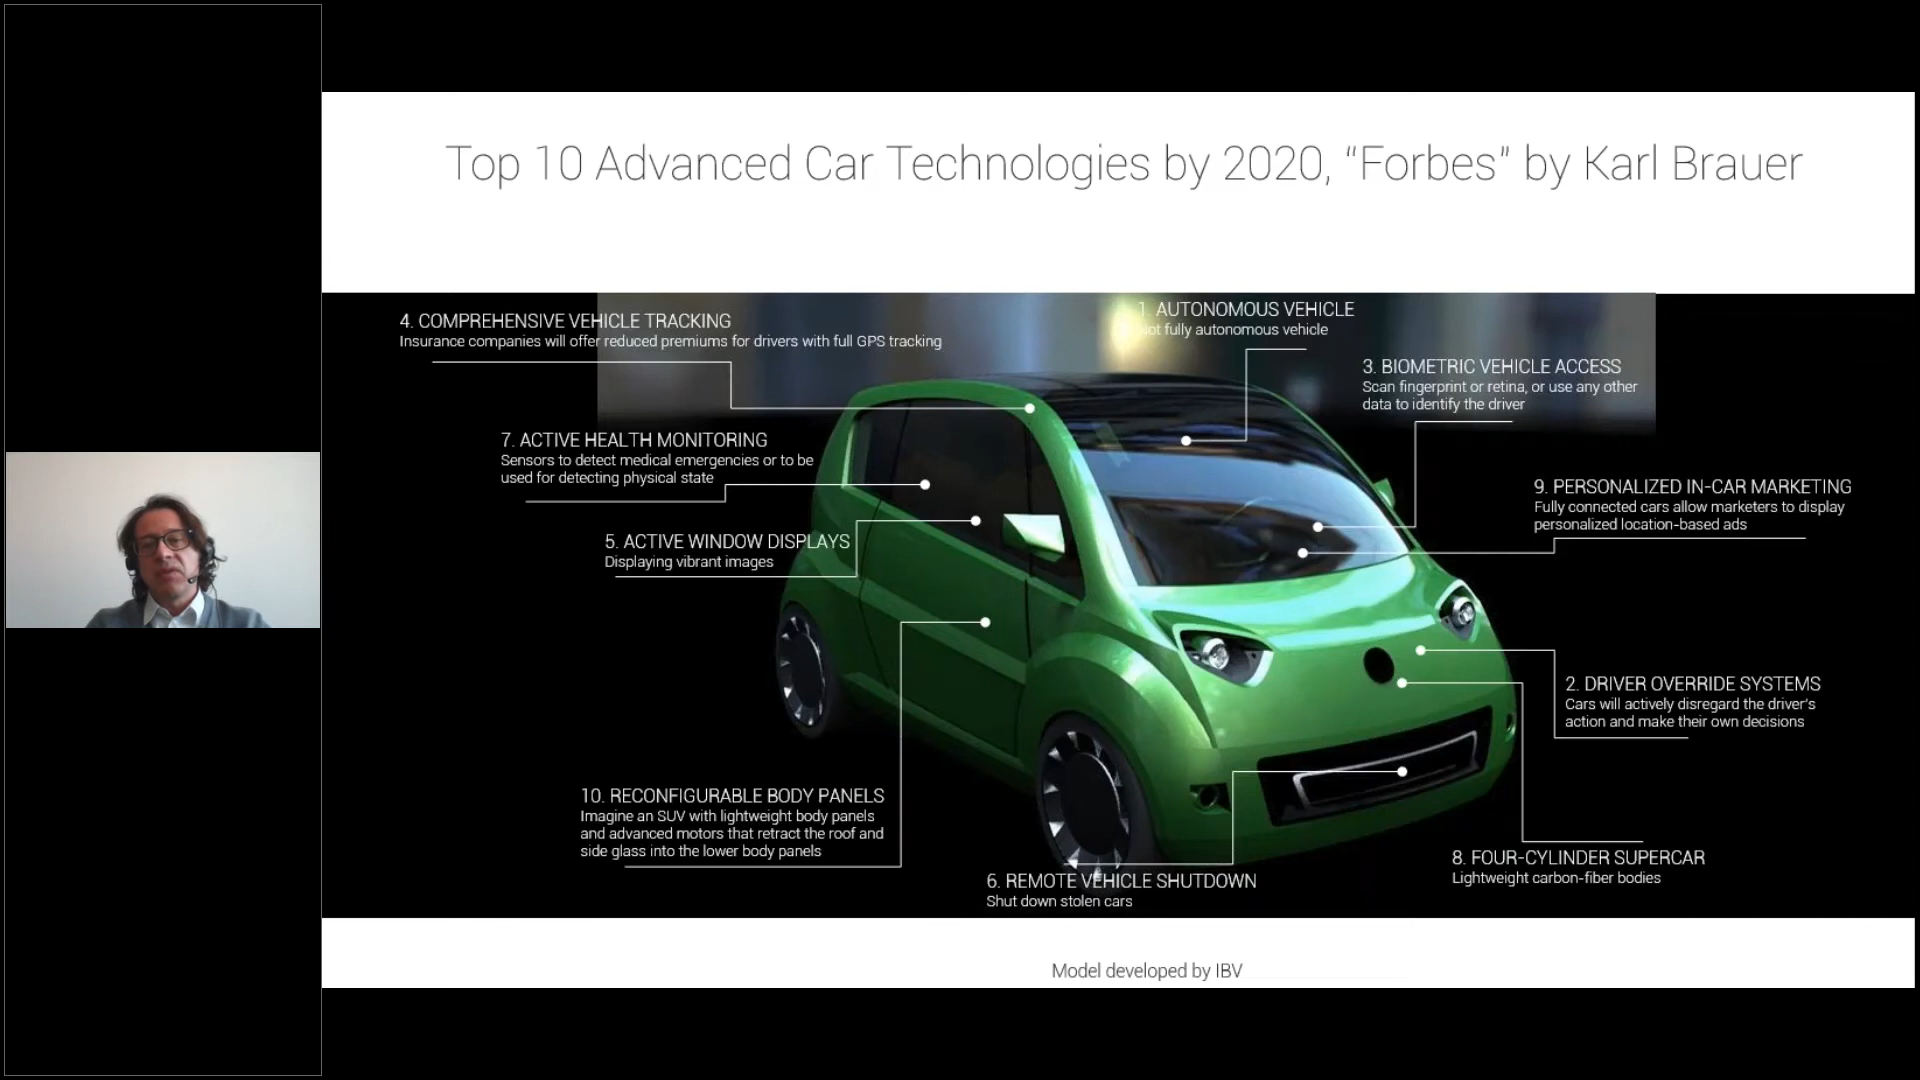 Top 10 Advanced Car Technologies by 2020, “Forbes” by Karl Brauer
4. COMPREHENSIVE VEHICLE TRACKING
Insurance companies will offer reduced premiums for drivers with full GPS tracking
1. AUTONOMOUS VEHICLE
Not fully autonomous vehicle
3. BIOMETRIC VEHICLE ACCESS
Scan fingerprint or retina, or use any other
data to identify the driver
7. ACTIVE HEALTH MONITORING
Sensors to detect medical emergencies or to be
used for detecting physical state
9. PERSONALIZED IN-CAR MARKETING
Fully connected cars allow marketers to display
personalized location-based ads
5. ACTIVE WINDOW DISPLAYS
Displaying vibrant images
2. DRIVER OVERRIDE SYSTEMS
Cars will actively disregard the driver's
action and make their own decisions
10. RECONFIGURABLE BODY PANELS
Imagine an SUV with lightweight body panels
and advanced motors that retract the roof and
side glass into the lower body panels
6. REMOTE VEHICLE SHUTDOWN
Shut down stolen cars
8. FOUR-CYLINDER SUPERCAR
Lightweight carbon-fiber bodies
Model developed by IBV